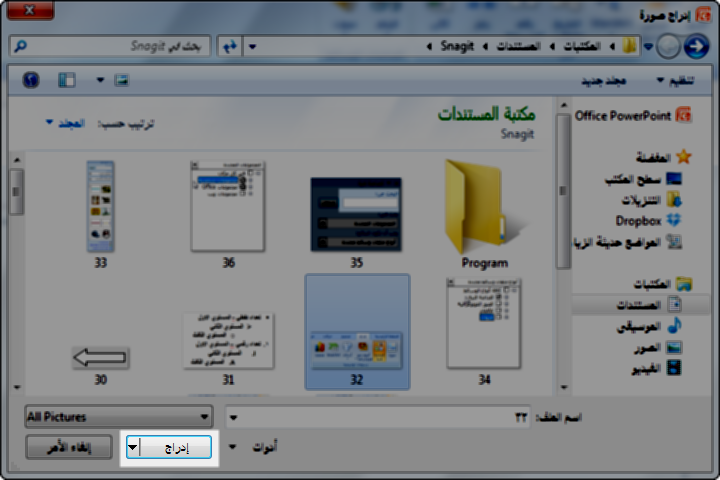 إدراج صورة
المكتبات ◂ المستندات ◂ Snagit ◂
بحث في Snagit
تنظيم
مجلد جديد
Office PowerPoint
المفضلة
سطح المكتب
التنزيلات
Dropbox
المواضع حديثة الزيا
المكتبات
المستندات
الموسيقى
الصور
الفيديو
مكتبة المستندات
Snagit
ترتيب حسب: المجلد
Program
35
36
33
34
32
31
30
اسم الملف: ٣٢
All Pictures
أدوات
إدراج
إلغاء الأمر